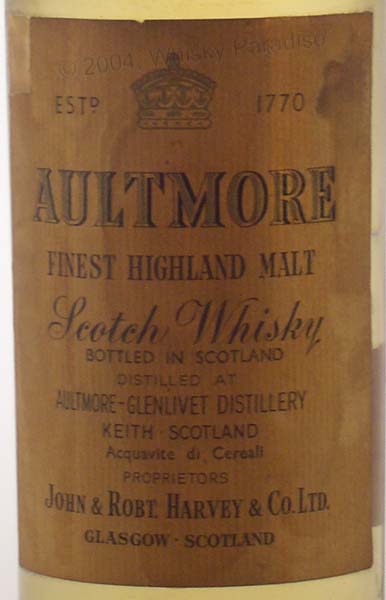 © 2004, Whisky Paradise
ESTD 1770
AULTMORE
FINEST HIGHLAND MALT
Scotch Whisky
BOTTLED IN SCOTLAND
DISTILLED AT
AULTMORE-GLENLIVET DISTILLERY
KEITH · SCOTLAND
Acquavite di Cereali
PROPRIETORS
JOHN & ROBT. HARVEY & CO. LTD.
GLASGOW · SCOTLAND